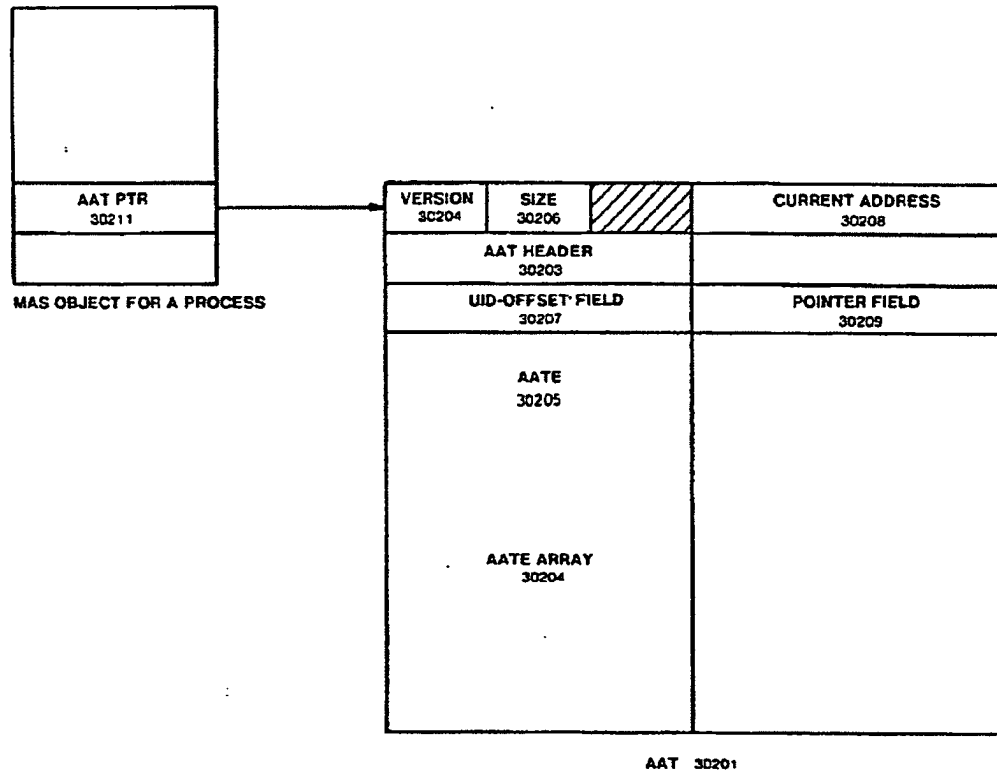 AAT PTR
30211
MAS OBJECT FOR A PROCESS
VERSION
30204
SIZE
30206
CURRENT ADDRESS
30208
AAT HEADER
30203
UID-OFFSET FIELD
30207
POINTER FIELD
30209
AATE
30205
AATE ARRAY
30204
AAT 30201